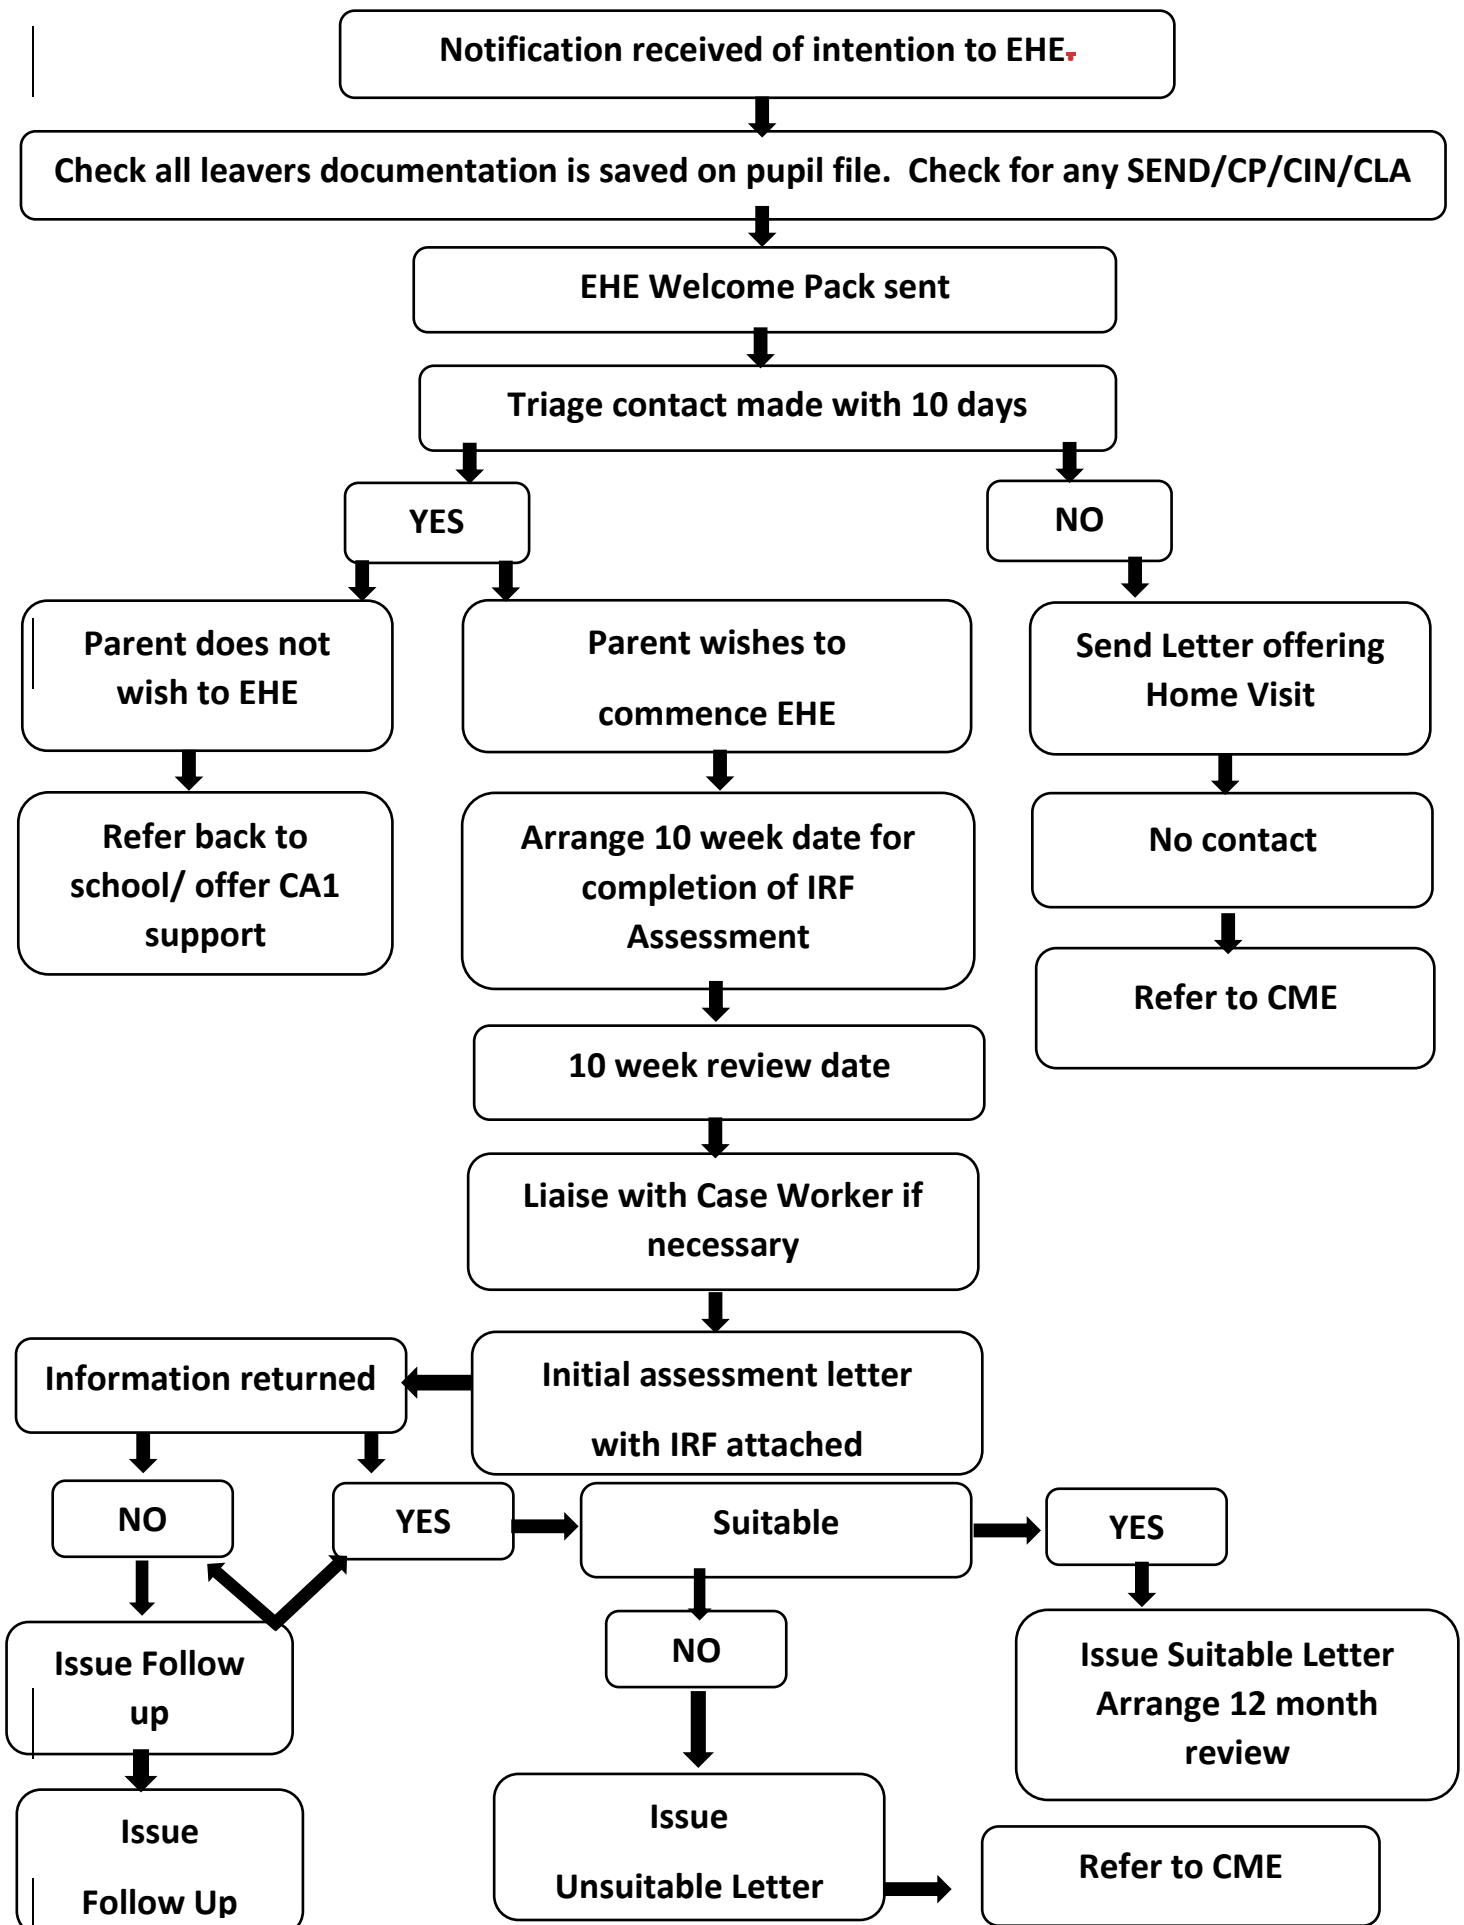 Notification received of intention to EHE.
Check all leavers documentation is saved on pupil file.  Check for any SEND/CP/CIN/CLA
EHE Welcome Pack sent
Triage contact made with 10 days
YES
NO
Parent does not
wish to EHE
Parent wishes to
commence EHE
Send Letter offering
Home Visit
Refer back to
school/ offer CA1
support
Arrange 10 week date for
completion of IRF
Assessment
No contact
Refer to CME
10 week review date
Liaise with Case Worker if
necessary
Initial assessment letter
with IRF attached
Information returned
NO
YES
Suitable
YES
NO
Issue Follow
up
Issue Suitable Letter
Arrange 12 month
review
Issue
Follow Up
Issue
Unsuitable Letter
Refer to CME